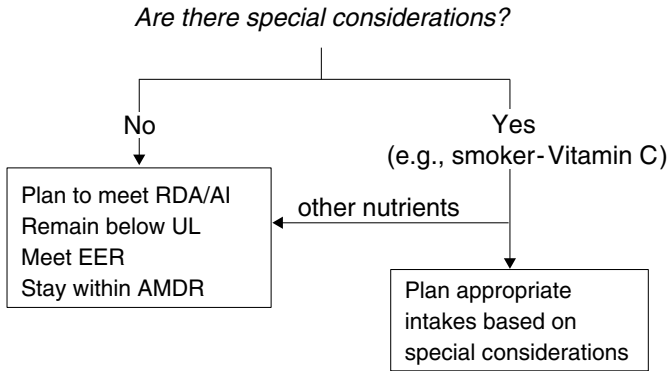 Are there special considerations?
No
Yes
(e.g., smoker-Vitamin C)
Plan to meet RDA/AI
Remain below UL
Meet EER
Stay within AMDR
other nutrients
Plan appropriate
intakes based on
special considerations